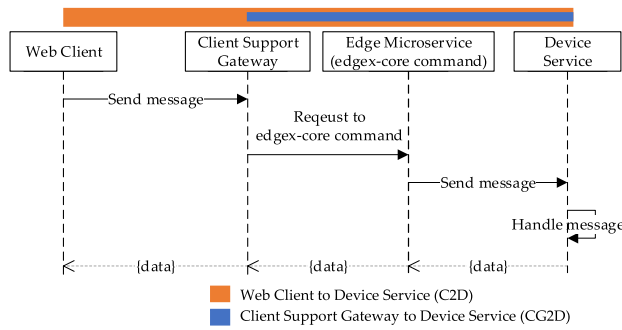 Web Client
Client Support
Gateway
Edge Microservice
(edgex-core command)
Device
Service
Send message
Reqeust to
edgex-core command
Send message
Handle message
{data}
{data}
{data}
Web Client to Device Service (C2D)
Client Support Gateway to Device Service (CG2D)